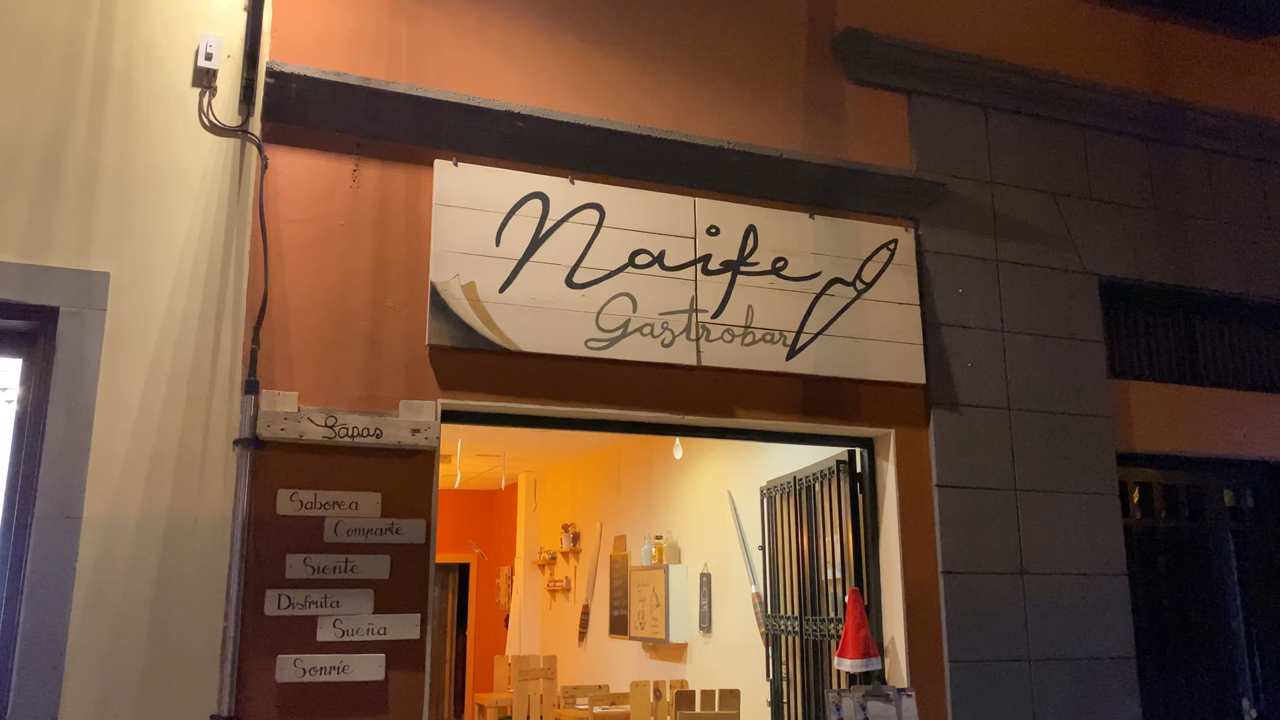 Naife
Gastrobar
Tapas
Saborea
Comparte
Siente
Disfruta
Sueña
Sonríe